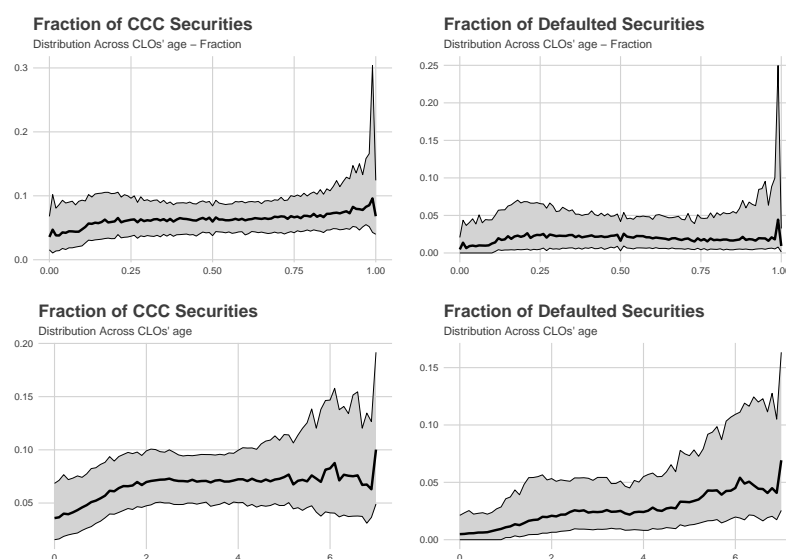 Fraction of CCC Securities
Distribution Across CLOs' age – Fraction
0.3
0.2
0.1
0.0
0.00 0.25 0.50 0.75 1.00
Fraction of Defaulted Securities
Distribution Across CLOs' age – Fraction
0.25
0.20
0.15
0.10
0.05
0.00
0.00 0.25 0.50 0.75 1.0
Fraction of CCC Securities
Distribution Across CLOs' age
0.20
0.15
0.10
0.05
0 2 4 6
Fraction of Defaulted Securities
Distribution Across CLOs' age
0.15
0.10
0.05
0.00
0 2 4 6